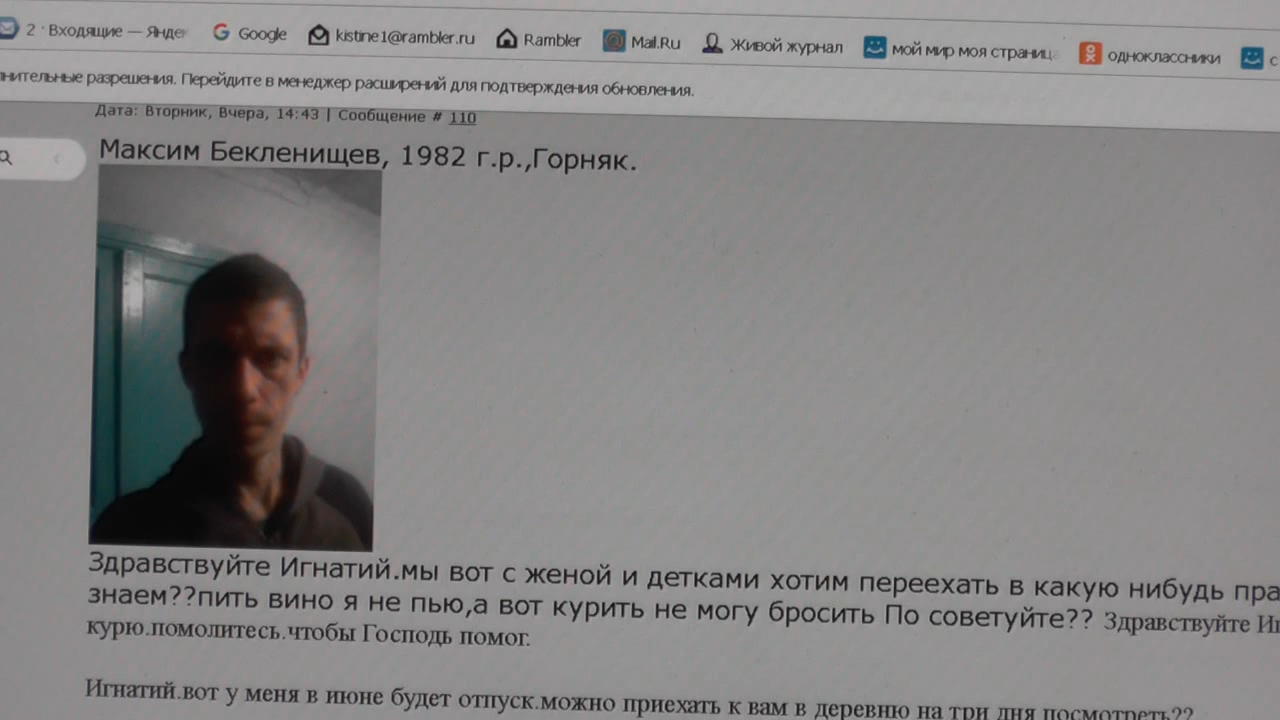 2 · Входящие — Яндек Google kistine1@rambler.ru Rambler Mail.Ru Живой журнал мой мир моя страница одноклассники с
лнительные разрешения. Перейдите в менеджер расширений для подтверждения обновления.
Дата: Вторник, Вчера, 14:43 | Сообщение # 110
Максим Бекленищев, 1982 г.р.,Горняк.
Здравствуйте Игнатий.мы вот с женой и детками хотим переехать в какую нибудь пра
знаем??пить вино я не пью,а вот курить не могу бросить По советуйте?? Здравствуйте Иг
курю.помолитесь.чтобы Господь помог.
Игнатий.вот у меня в июне будет отпуск.можно приехать к вам в деревню на три дня посмотреть??